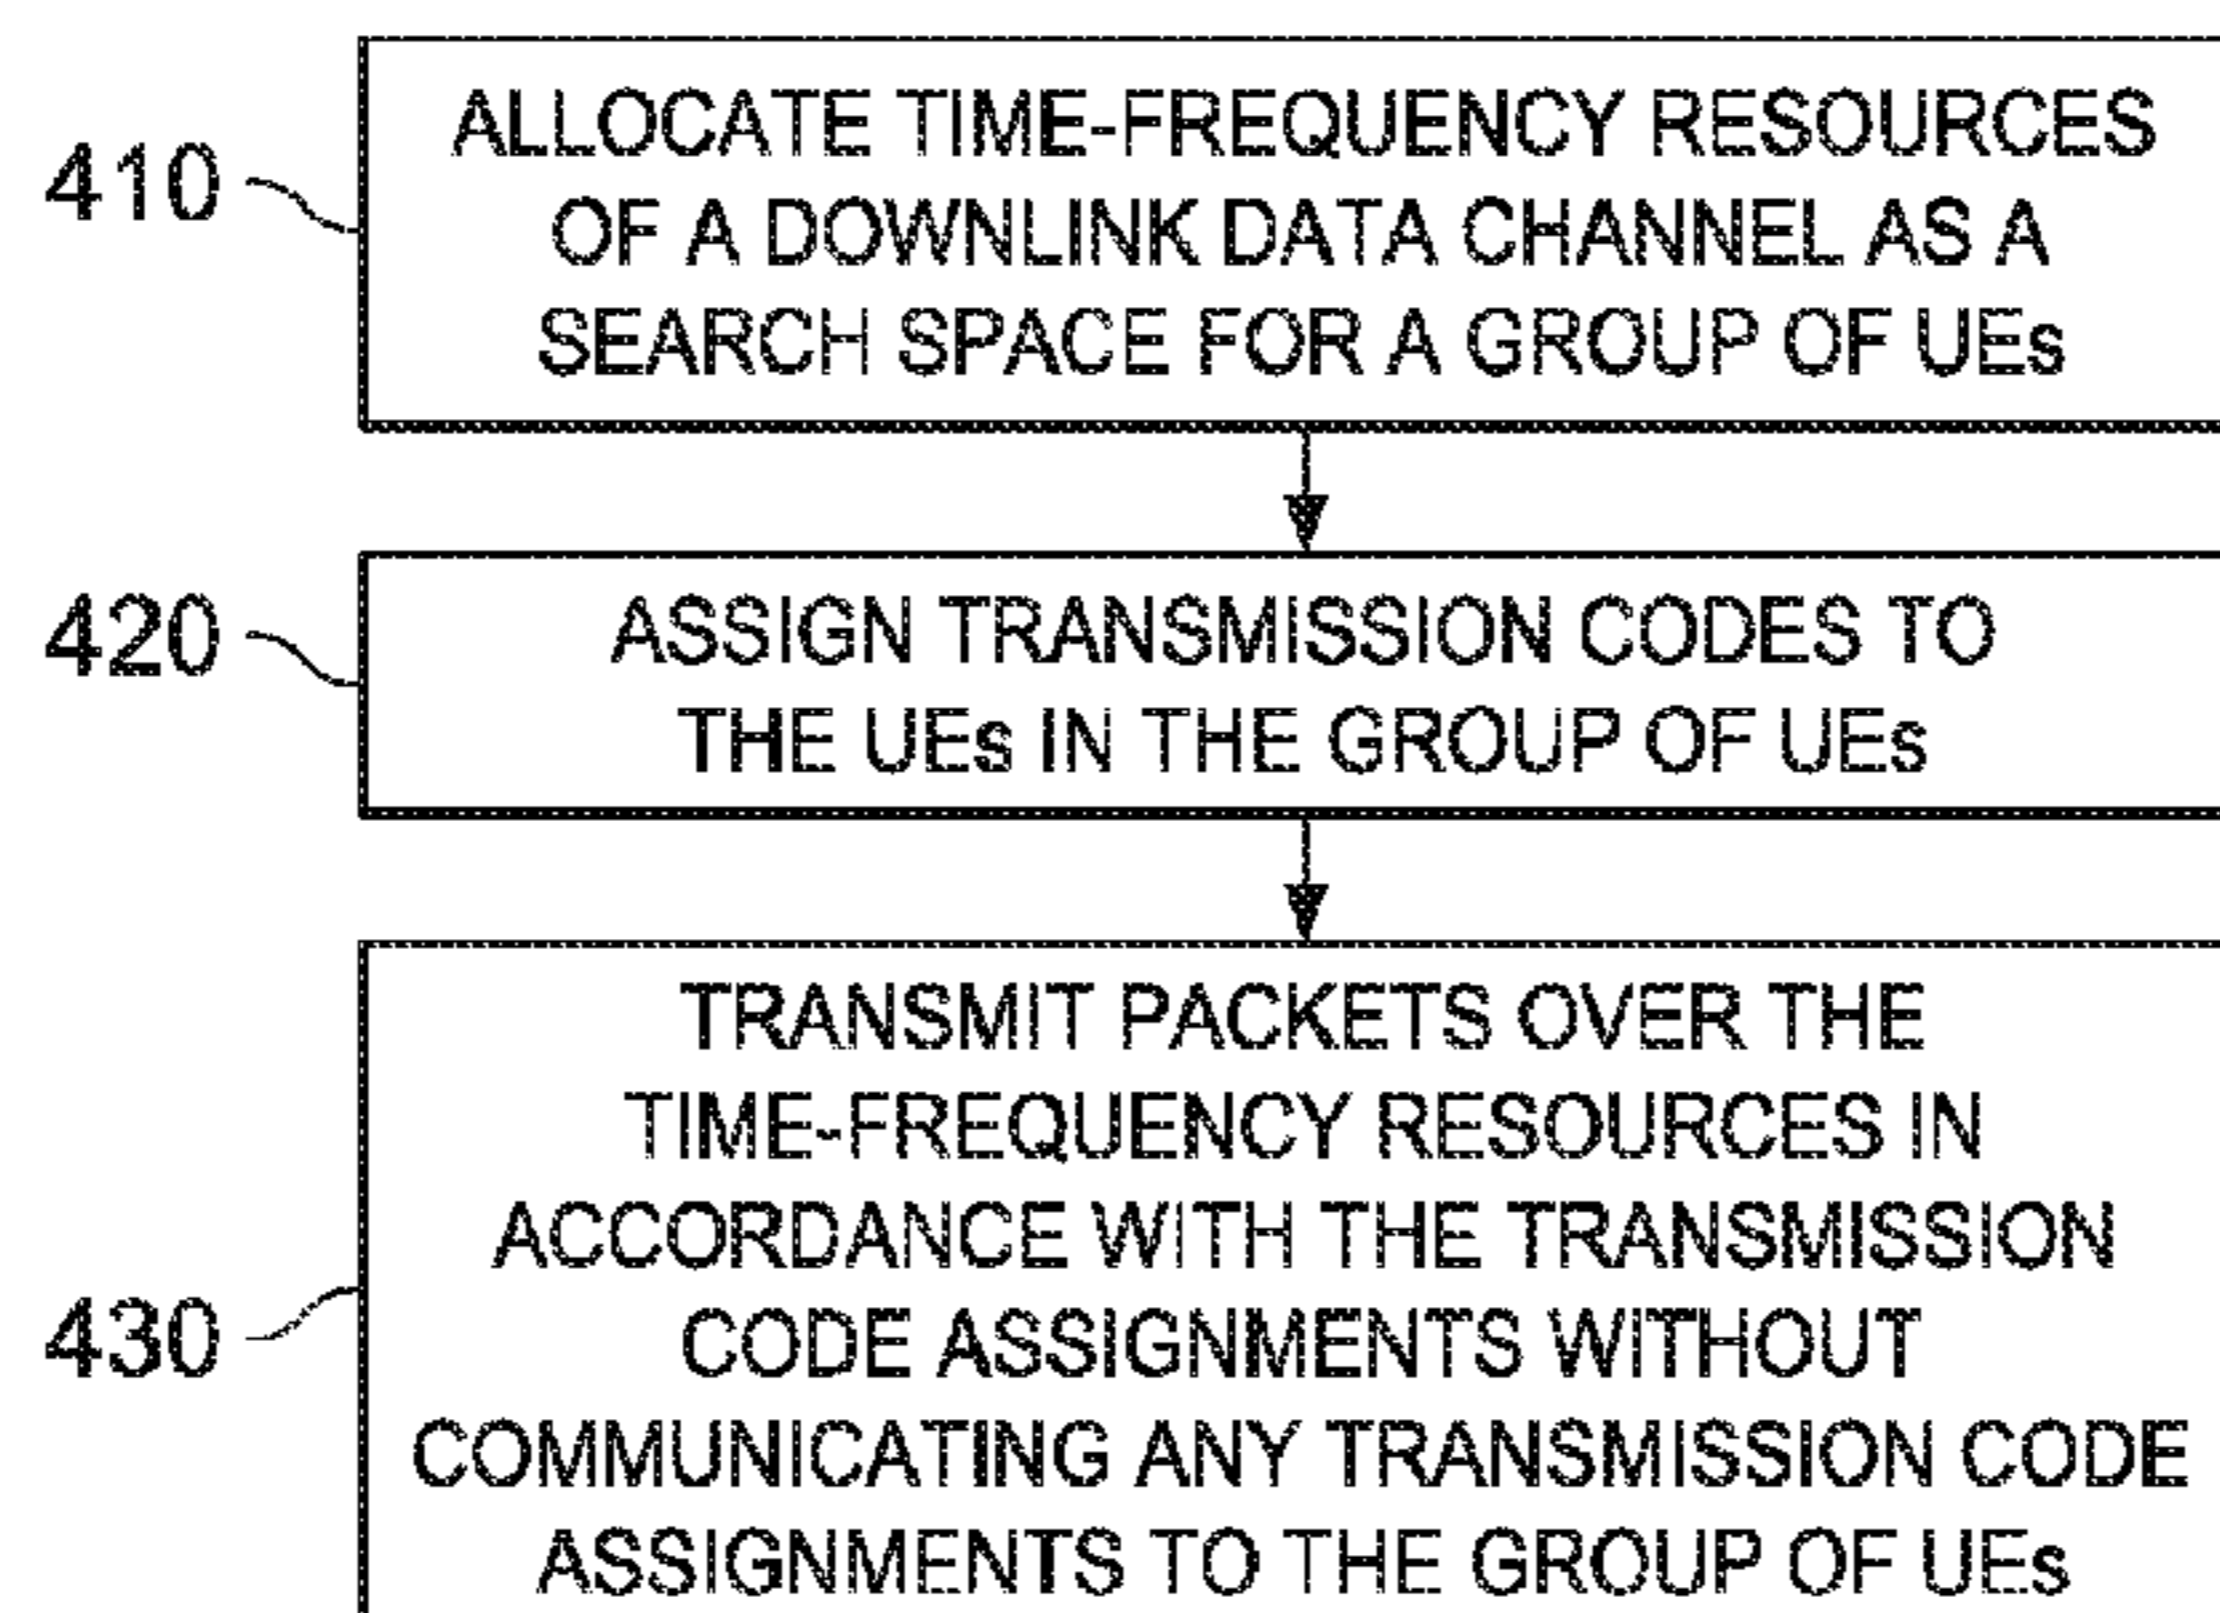 410
ALLOCATE TIME-FREQUENCY RESOURCES
OF A DOWNLINK DATA CHANNEL AS A
SEARCH SPACE FOR A GROUP OF UEs
420
ASSIGN TRANSMISSION CODES TO
THE UEs IN THE GROUP OF UEs
430
TRANSMIT PACKETS OVER THE
TIME-FREQUENCY RESOURCES IN
ACCORDANCE WITH THE TRANSMISSION
CODE ASSIGNMENTS WITHOUT
COMMUNICATING ANY TRANSMISSION CODE
ASSIGNMENTS TO THE GROUP OF UEs